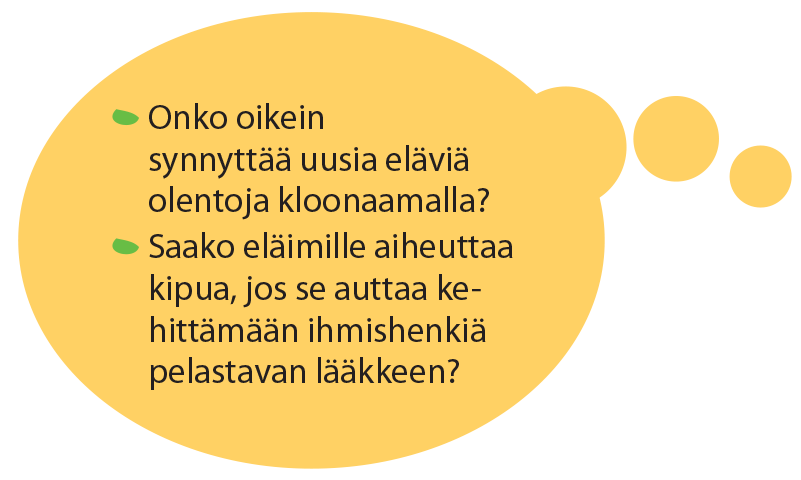 Onko oikein
synnyttää uusia eläviä
olentoja kloonaamalla?
Saako eläimille aiheuttaa
kipua, jos se auttaa ke-
hittämään ihmishenkiä
pelastavan lääkkeen?